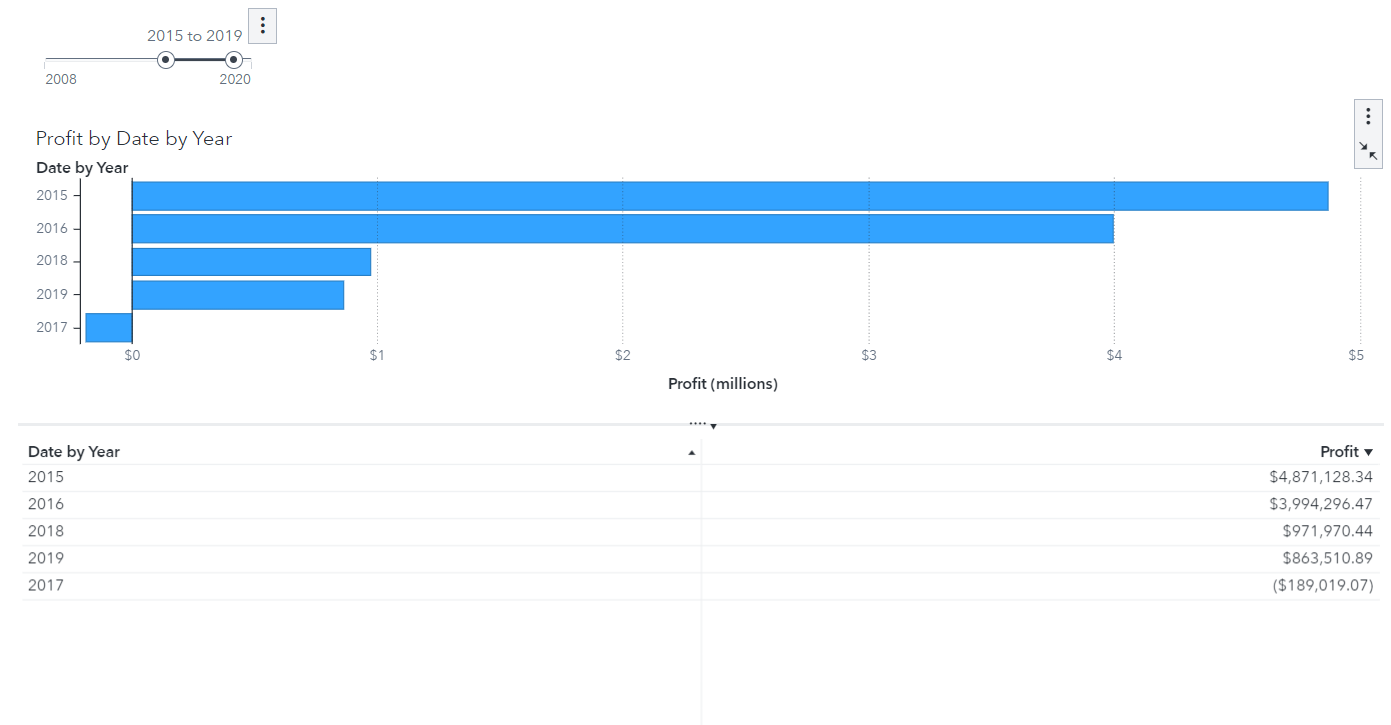 2015 to 2019
2008 2020
Profit by Date by Year
Date by Year
2015
2016
2018
2019
2017
$0 $1 $2 $3 $4 $5
Profit (millions)
Date by Year Profit
2015 $4,871,128.34
2016 $3,994,296.47
2018 $971,970.44
2019 $863,510.89
2017 ($189,019.07)